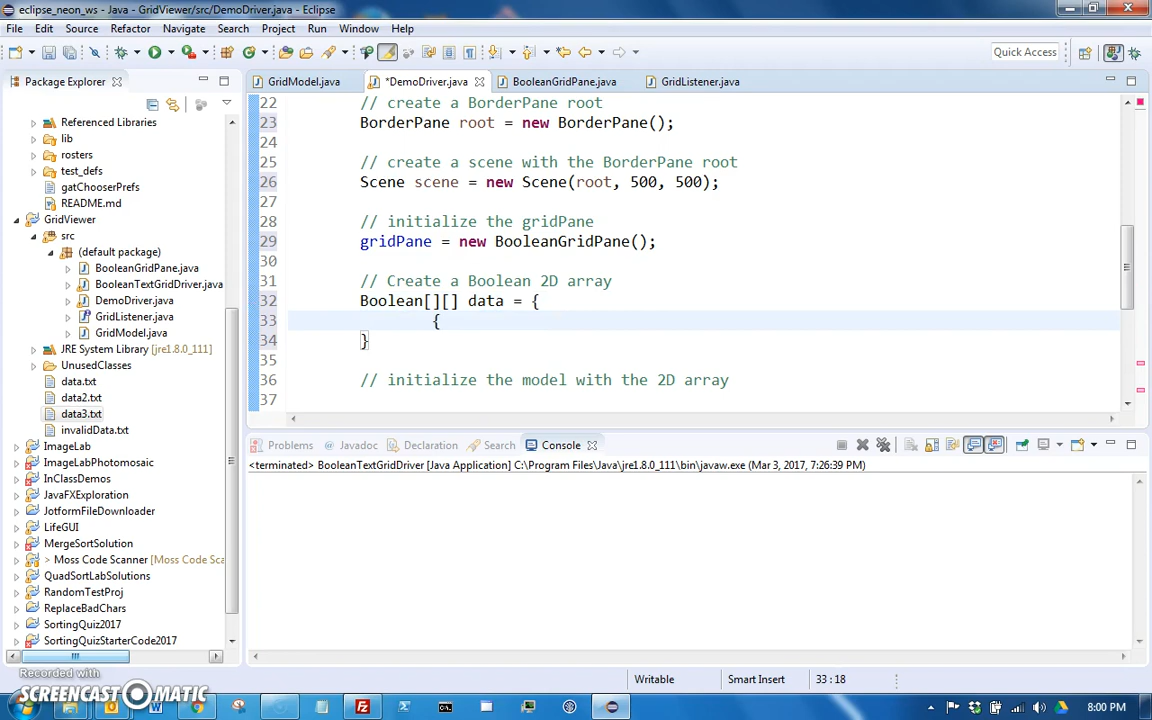 eclipse_neon_ws - GridViewer/src/DemoDriver.java - Eclipse
File Edit Source Refactor Navigate Search Project Run Window Help
Quick Access
Package Explorer
Referenced Libraries
lib
rosters
test_defs
gatChooserPrefs
README.md
GridViewer
src
(default package)
BooleanGridPane.java
BooleanTextGridDriver.java
DemoDriver.java
GridListener.java
GridModel.java
JRE System Library [jre1.8.0_111]
UnusedClasses
data.txt
data2.txt
data3.txt
invalidData.txt
ImageLab
ImageLabPhotomosaic
InClassDemos
JavaFXExploration
JotformFileDownloader
LifeGUI
MergeSortSolution
> Moss Code Scanner [Moss Code Sca
QuadSortLabSolutions
RandomTestProj
ReplaceBadChars
SortingQuiz2017
SortingQuizStarterCode2017
GridModel.java *DemoDriver.java BooleanGridPane.java GridListener.java
22 // create a BorderPane root
23 BorderPane root = new BorderPane();
24
25 // create a scene with the BorderPane root
26 Scene scene = new Scene(root, 500, 500);
27
28 // initialize the gridPane
29 gridPane = new BooleanGridPane();
30
31 // Create a Boolean 2D array
32 Boolean[][] data = {
33 {
34 }
35
36 // initialize the model with the 2D array
37
Problems @ Javadoc Declaration Search Console
<terminated> BooleanTextGridDriver [Java Application] C:\Program Files\Java\jre1.8.0_111\bin\javaw.exe (Mar 3, 2017, 7:26:39 PM)
Writable Smart Insert 33 : 18
Recorded with
SCREENCAST-O-MATIC
8:00 PM